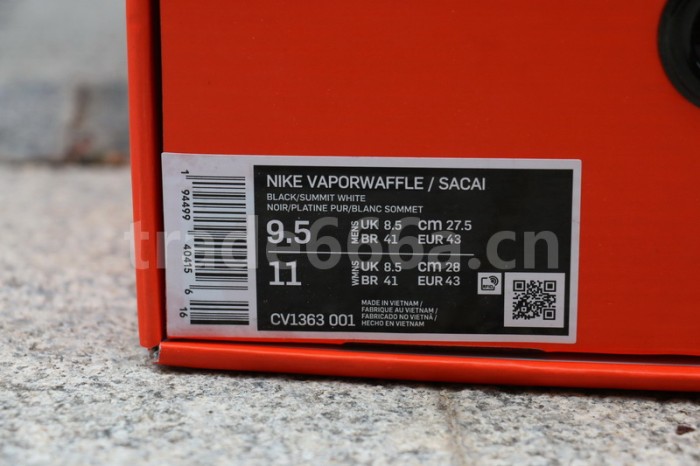 1 94499 40415 6 16
NIKE VAPORWAFFLE / SACAI
BLACK/SUMMIT WHITE
NOIR/PLATINE PUR/BLANC SOMMET
9.5 MENS UK 8.5 Cm 27.5
BR 41 EUR 43
11 WMNS UK 8.5 Cm 28
BR 41 EUR 43
CV1363 001
MADE IN VIETNAM /
FABRIQUÉ AU VIETNAM /
FABRICADO NO VIETNÃ /
HECHO EN VIETNAM
trade666a.cn